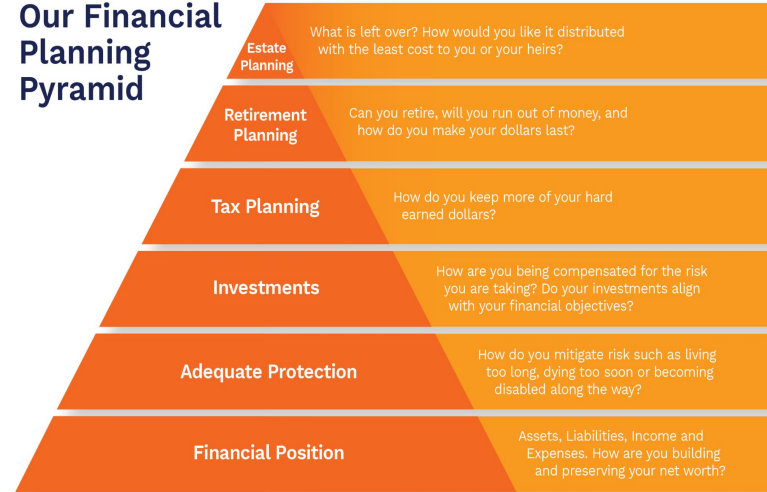 Our Financial
Planning
Pyramid
Estate
Planning
What is left over? How would you like it distributed
with the least cost to you or your heirs?
Retirement
Planning
Can you retire, will you run out of money, and
how do you make your dollars last?
Tax Planning
How do you keep more of your hard
earned dollars?
Investments
How are you being compensated for the risk
you are taking? Do your investments align
with your financial objectives?
Adequate Protection
How do you mitigate risk such as living
too long, dying too soon or becoming
disabled along the way?
Financial Position
Assets, Liabilities, Income and
Expenses. How are you building
and preserving your net worth?